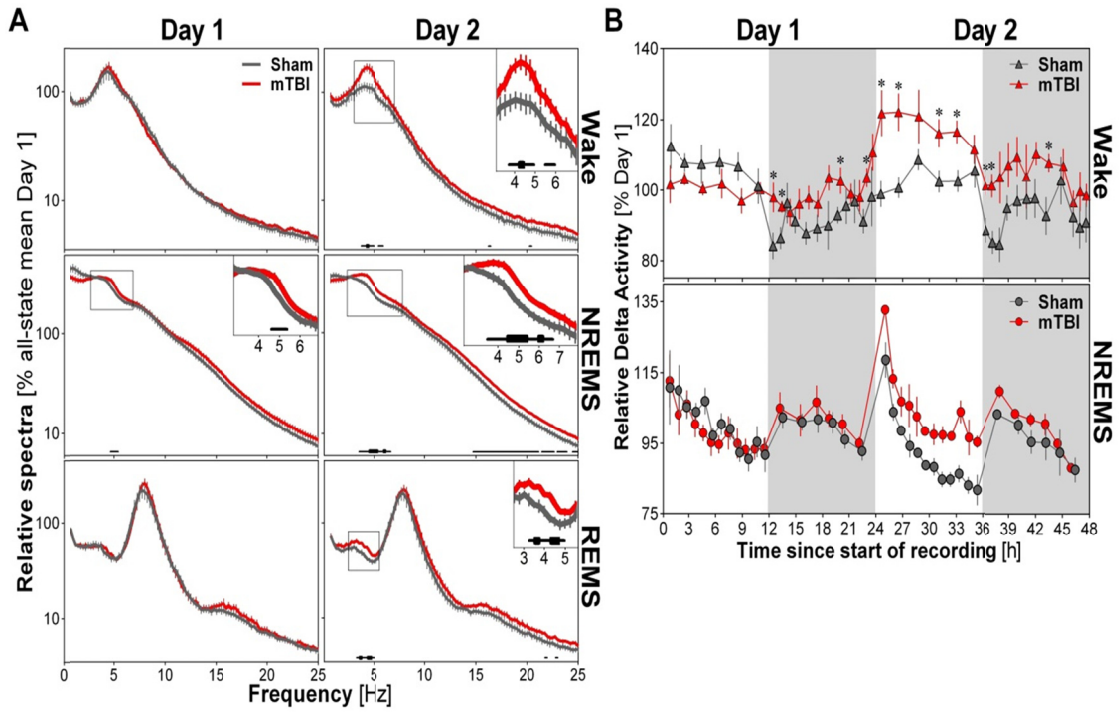 A
Day 1
Day 2
Sham
mTBI
100
10
4 5 6
Wake
100
10
4 5 6
4 5 6 7
NREMS
100
10
3 4 5
REMS
0 5 10 15 20 25
5 10 15 20 25
Relative spectra [% all-state mean Day 1]
Frequency [Hz]
B
Day 1
Day 2
140
120
100
80
Sham
mTBI
* * * * * * * * * * * *
Wake
135
115
95
75
Sham
mTBI
NREMS
Relative Delta Activity [% Day 1]
0 3 6 9 12 15 18 21 24 27 30 33 36 39 42 45 48
Time since start of recording [h]